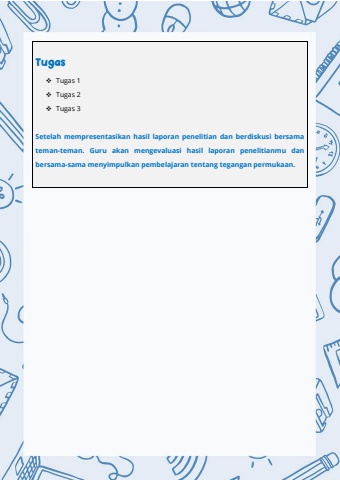 Tugas
❖ Tugas 1
❖ Tugas 2
❖ Tugas 3
Setelah mempresentasikan hasil laporan penelitian dan berdiskusi bersama
teman-teman. Guru akan mengevaluasi hasil laporan penelitianmu dan
bersama-sama menyimpulkan pembelajaran tentang tegangan permukaan.